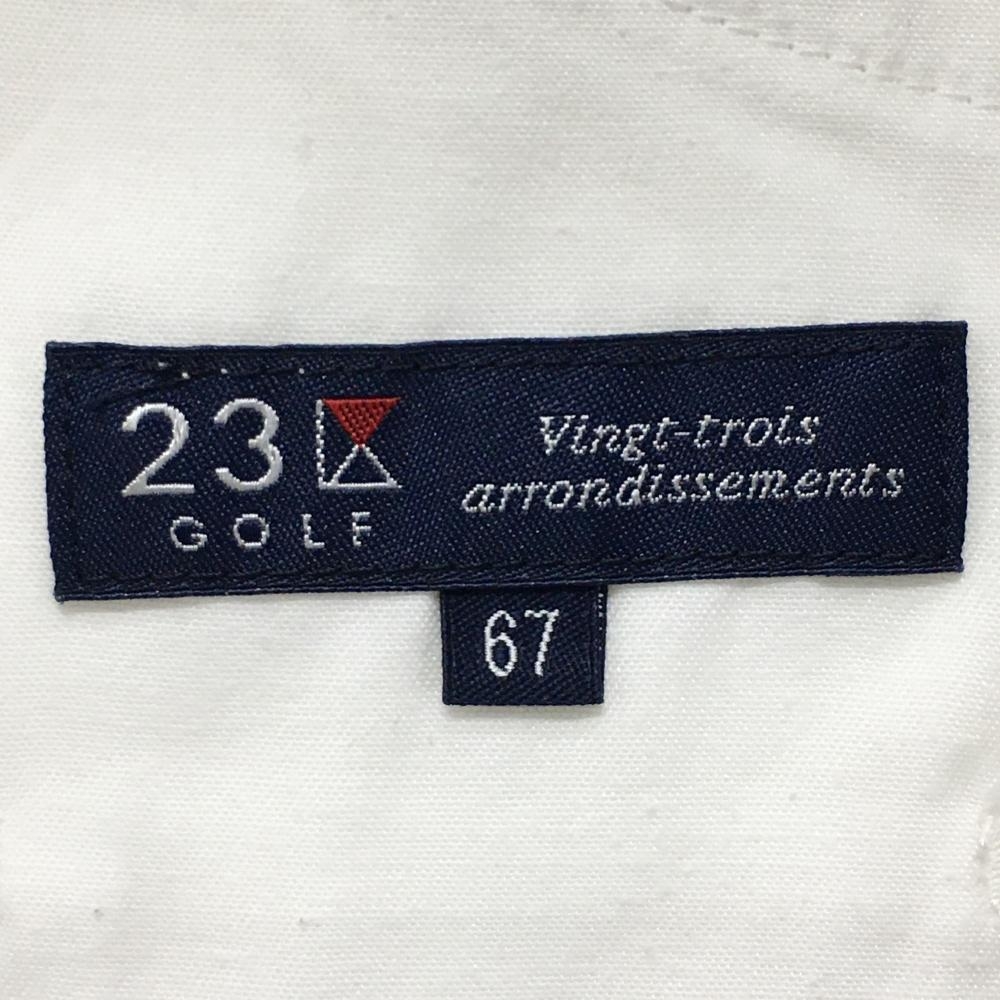 23
GOLF
Vingt-trois
arrondissements
67